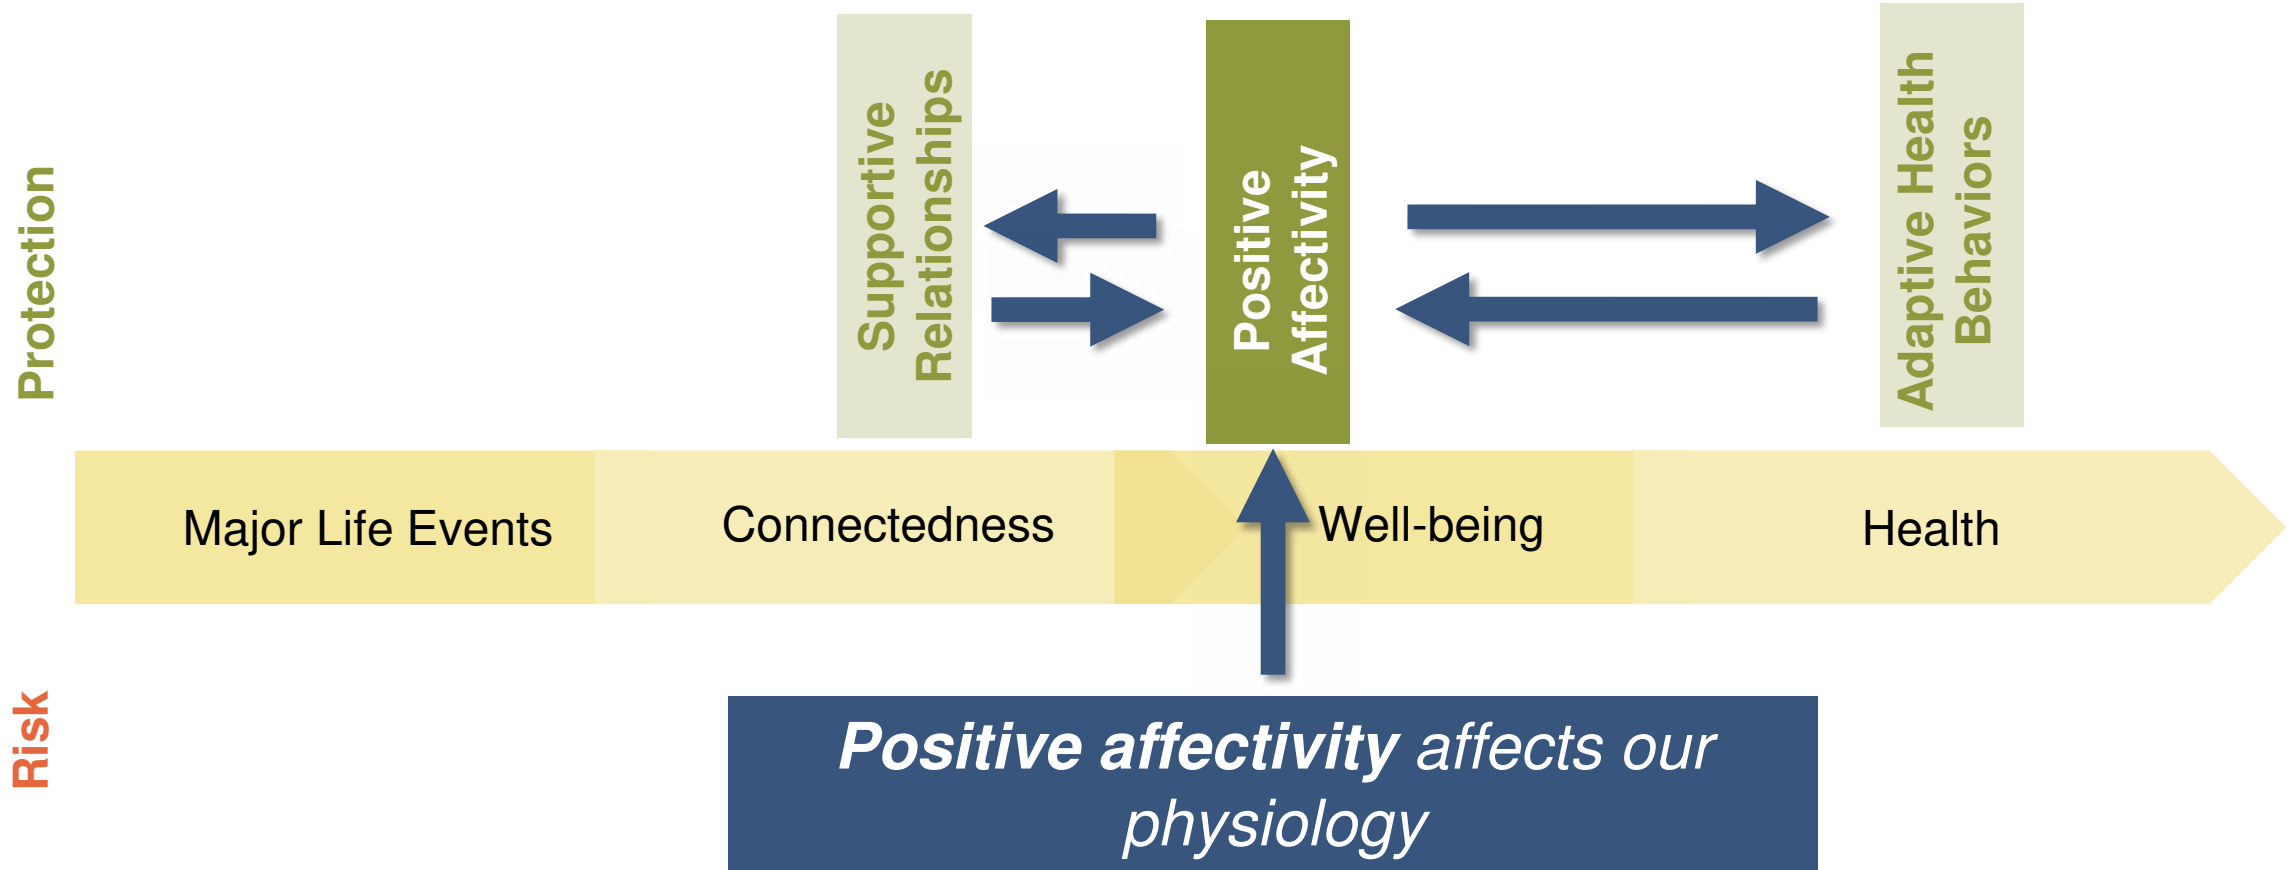 Protection
Supportive
Relationships
Positive
Affectivity
Adaptive Health
Behaviors
Major Life Events
Connectedness
Well-being
Health
Risk
Positive affectivity affects our
physiology